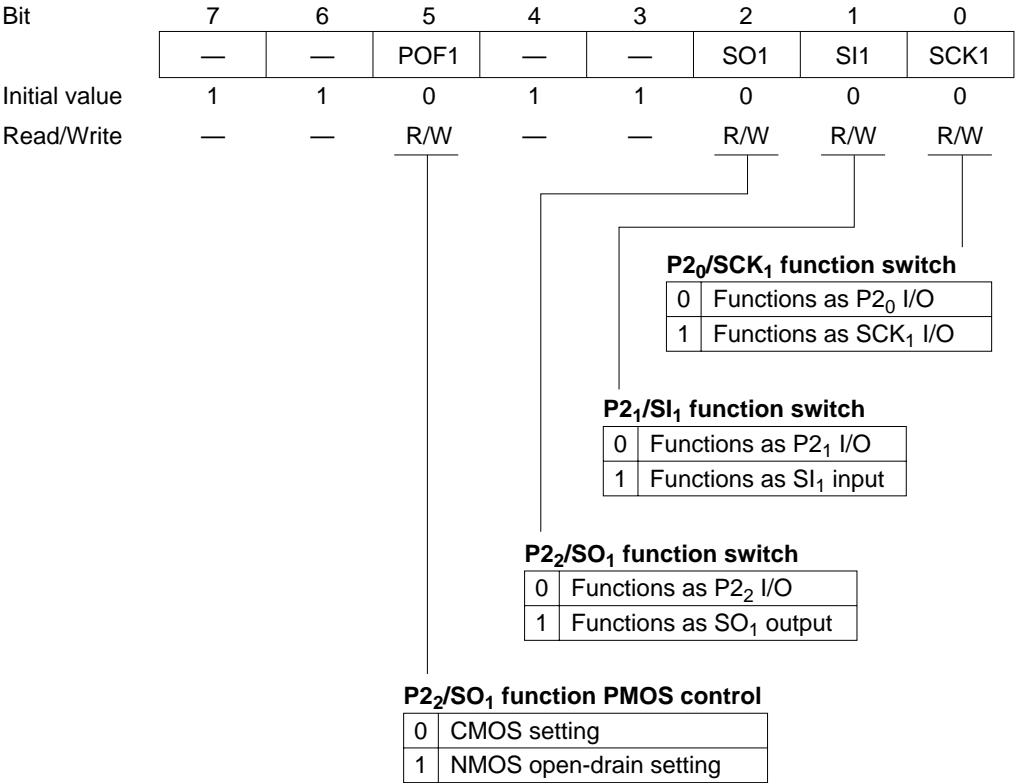 Bit 7 6 5 4 3 2 1 0
— — POF1 — — SO1 SI1 SCK1
Initial value 1 1 0 1 1 0 0 0
Read/Write — — R/W — — R/W R/W R/W
P2₀/SCK₁ function switch
0 Functions as P2₀ I/O
1 Functions as SCK₁ I/O
P2₁/SI₁ function switch
0 Functions as P2₁ I/O
1 Functions as SI₁ input
P2₂/SO₁ function switch
0 Functions as P2₂ I/O
1 Functions as SO₁ output
P2₂/SO₁ function PMOS control
0 CMOS setting
1 NMOS open-drain setting